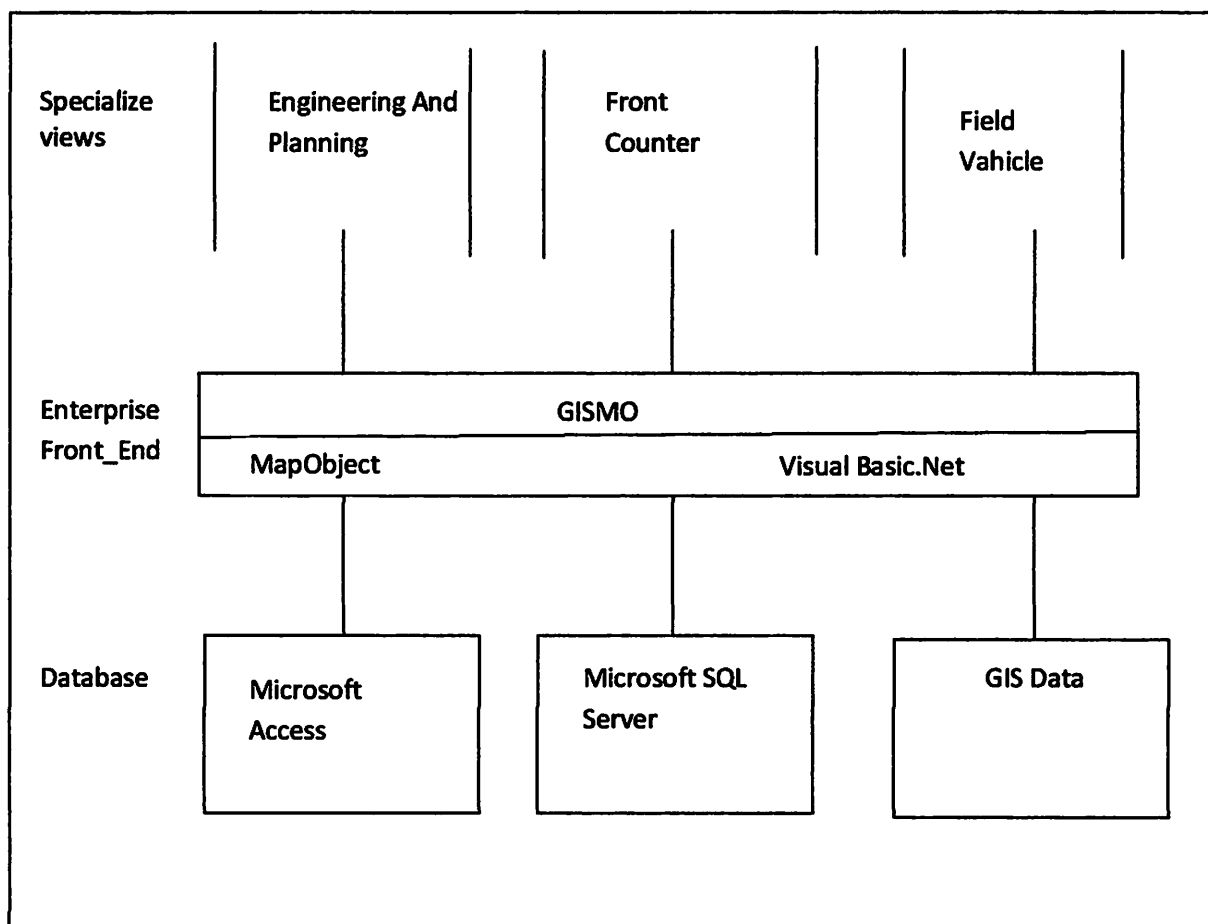 Specialize
views
Engineering And
Planning
Front
Counter
Field
Vahicle
Enterprise
Front_End
GISMO
MapObject
Visual Basic.Net
Database
Microsoft
Access
Microsoft SQL
Server
GIS Data